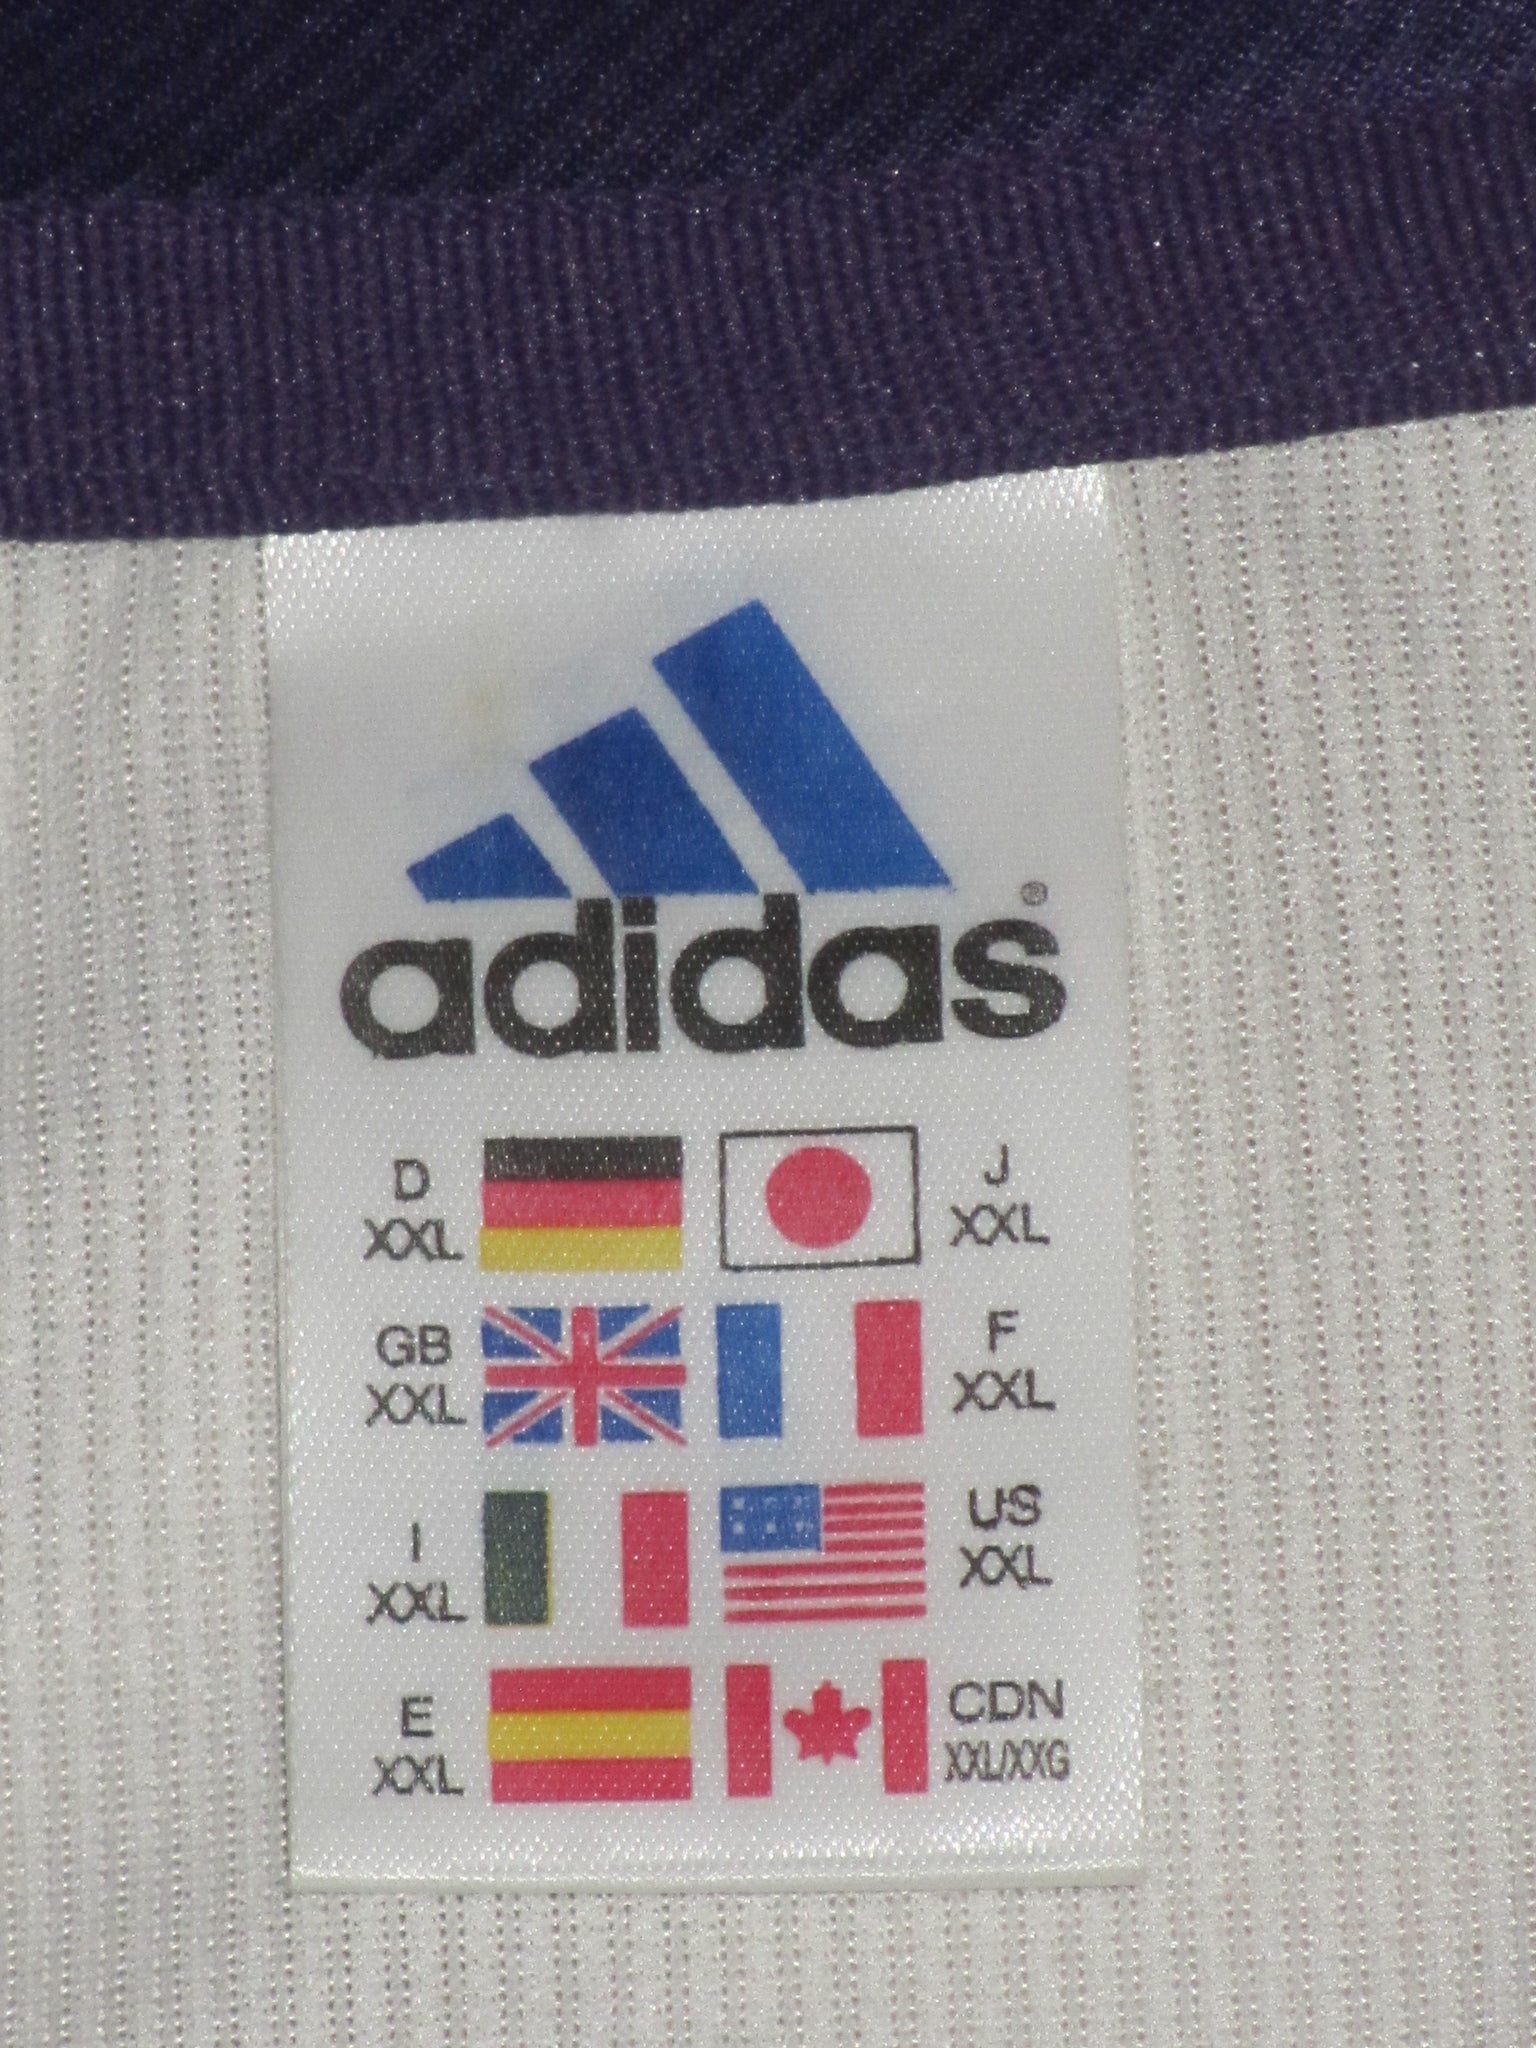 adidas®
D
XXL
J
XXL
GB
XXL
F
XXL
I
XXL
US
XXL
E
XXL
CDN
XXL/XXG